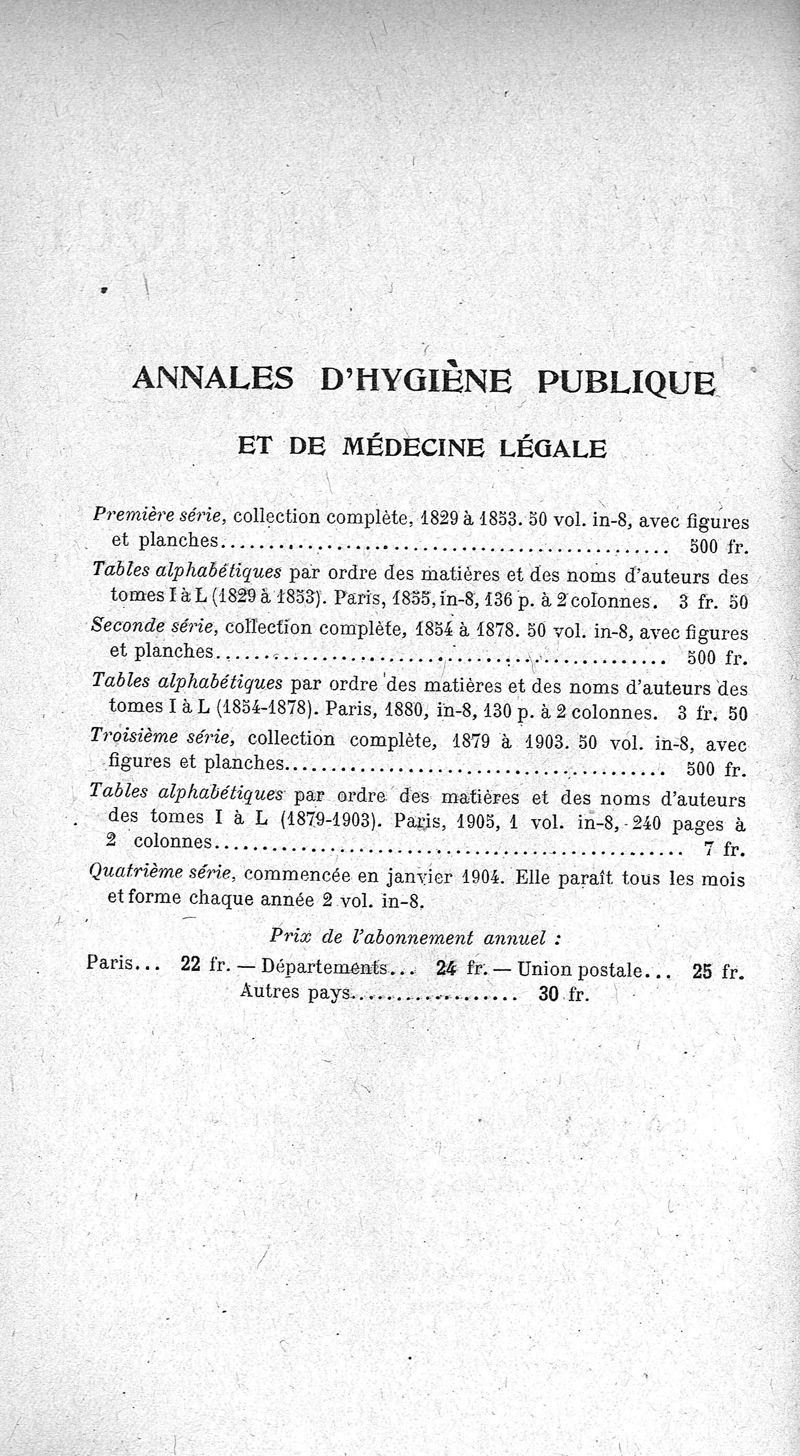 ANNALES D'HYGIÈNE PUBLIQUE
ET DE MÉDECINE LÉGALE
Première série, collection complète, 1829 à 1853. 50 vol. in-8, avec figures
et planches.................................................. 500 fr.
Tables alphabétiques par ordre des matières et des noms d'auteurs des
tomes I à L (1829 à 1853). Paris, 1855, in-8, 136 p. à 2 colonnes. 3 fr. 50
Seconde série, collection complète, 1854 à 1878. 50 vol. in-8, avec figures
et planches.................................................. 500 fr.
Tables alphabétiques par ordre des matières et des noms d'auteurs des
tomes I à L (1854-1878). Paris, 1880, in-8, 130 p. à 2 colonnes. 3 fr. 50
Troisième série, collection complète, 1879 à 1903. 50 vol. in-8, avec
figures et planches.......................................... 500 fr.
Tables alphabétiques par ordre des matières et des noms d'auteurs
des tomes I à L (1879-1903). Paris, 1905, 1 vol. in-8, 240 pages à
2 colonnes.................................................... 7 fr.
Quatrième série, commencée en janvier 1904. Elle paraît tous les mois
et forme chaque année 2 vol. in-8.
Prix de l'abonnement annuel :
Paris... 22 fr. — Départements... 24 fr. — Union postale... 25 fr.
Autres pays.................. 30 fr.